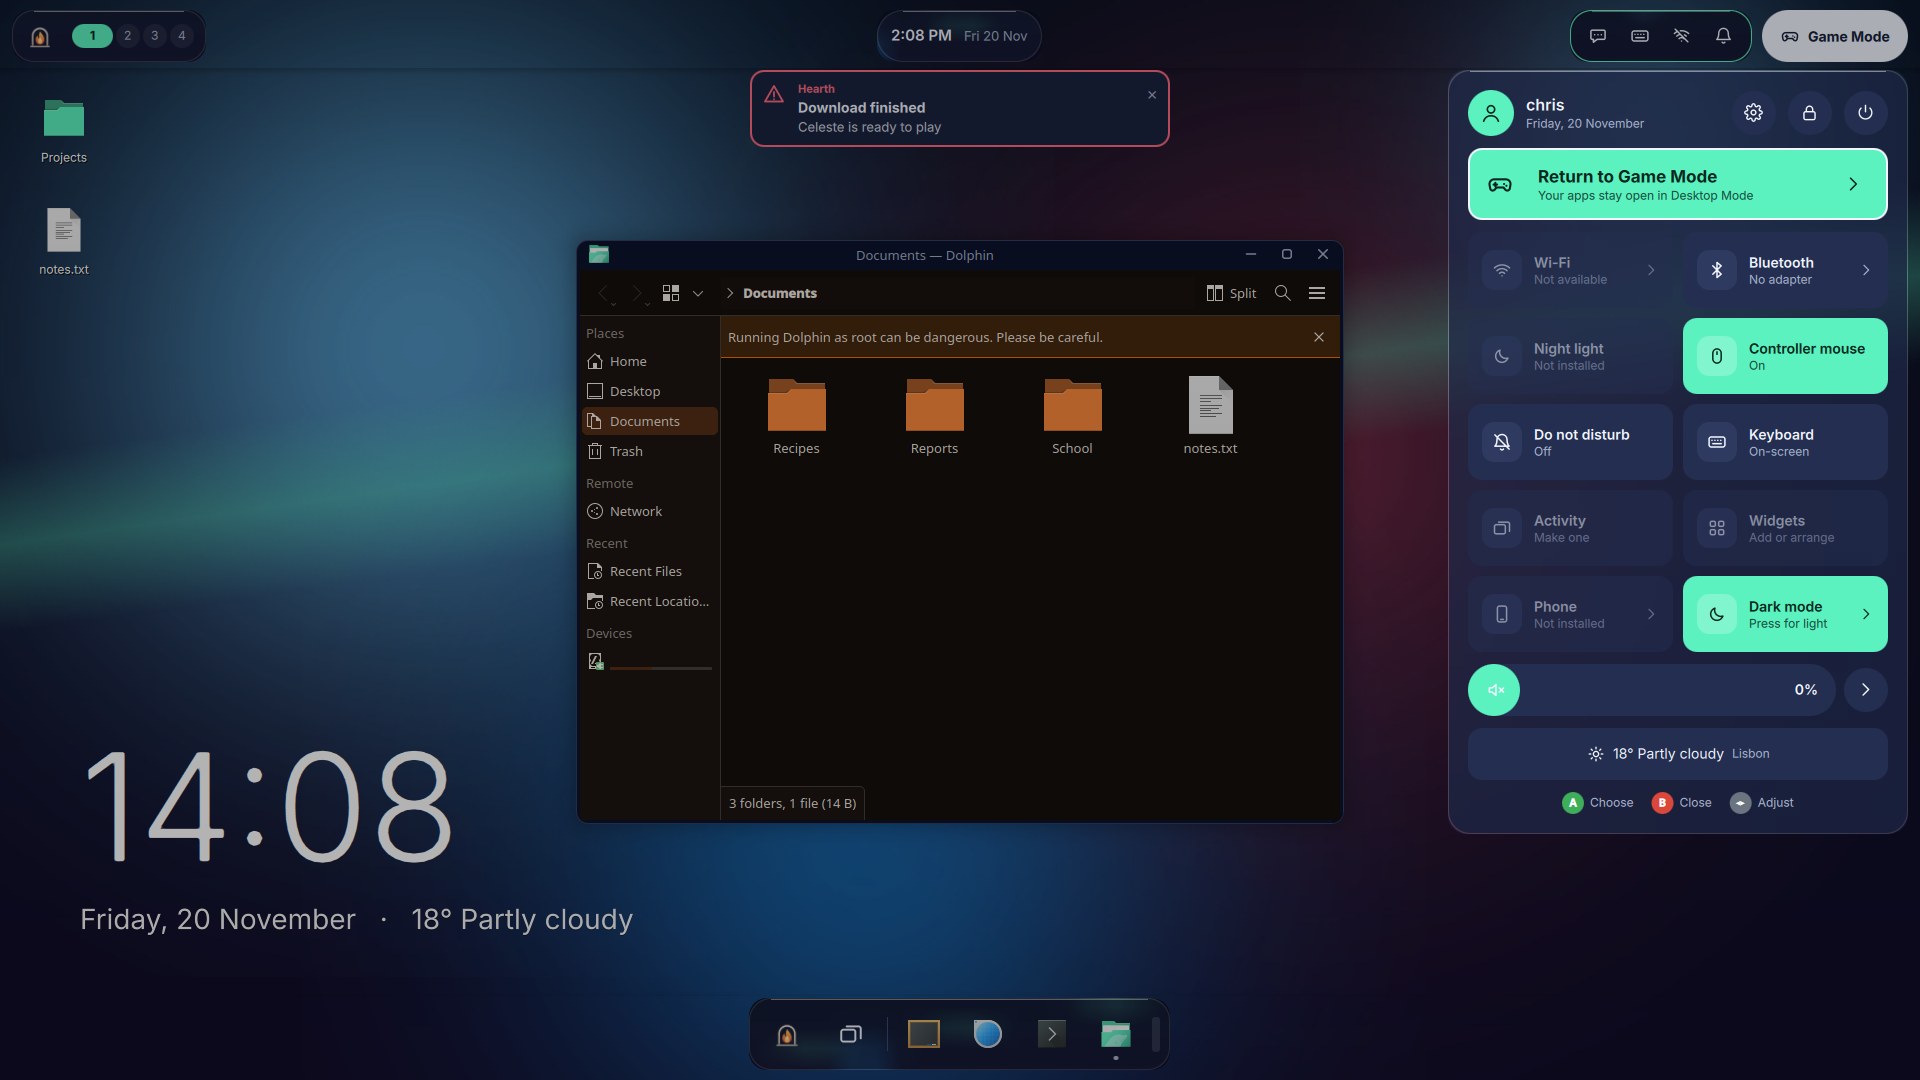 1 2 3 4
2:08 PM Fri 20 Nov
Game Mode
Hearth
Download finished
Celeste is ready to play
Projects
notes.txt
Documents — Dolphin
Documents
Split
Places
Home
Desktop
Documents
Trash
Remote
Network
Recent
Recent Files
Recent Locatio...
Devices
Running Dolphin as root can be dangerous. Please be careful.
Recipes
Reports
School
notes.txt
3 folders, 1 file (14 B)
chris
Friday, 20 November
Return to Game Mode
Your apps stay open in Desktop Mode
Wi-Fi
Not available
Bluetooth
No adapter
Night light
Not installed
Controller mouse
On
Do not disturb
Off
Keyboard
On-screen
Activity
Make one
Widgets
Add or arrange
Phone
Not installed
Dark mode
Press for light
0%
18° Partly cloudy Lisbon
A Choose B Close Adjust
14:08
Friday, 20 November · 18° Partly cloudy